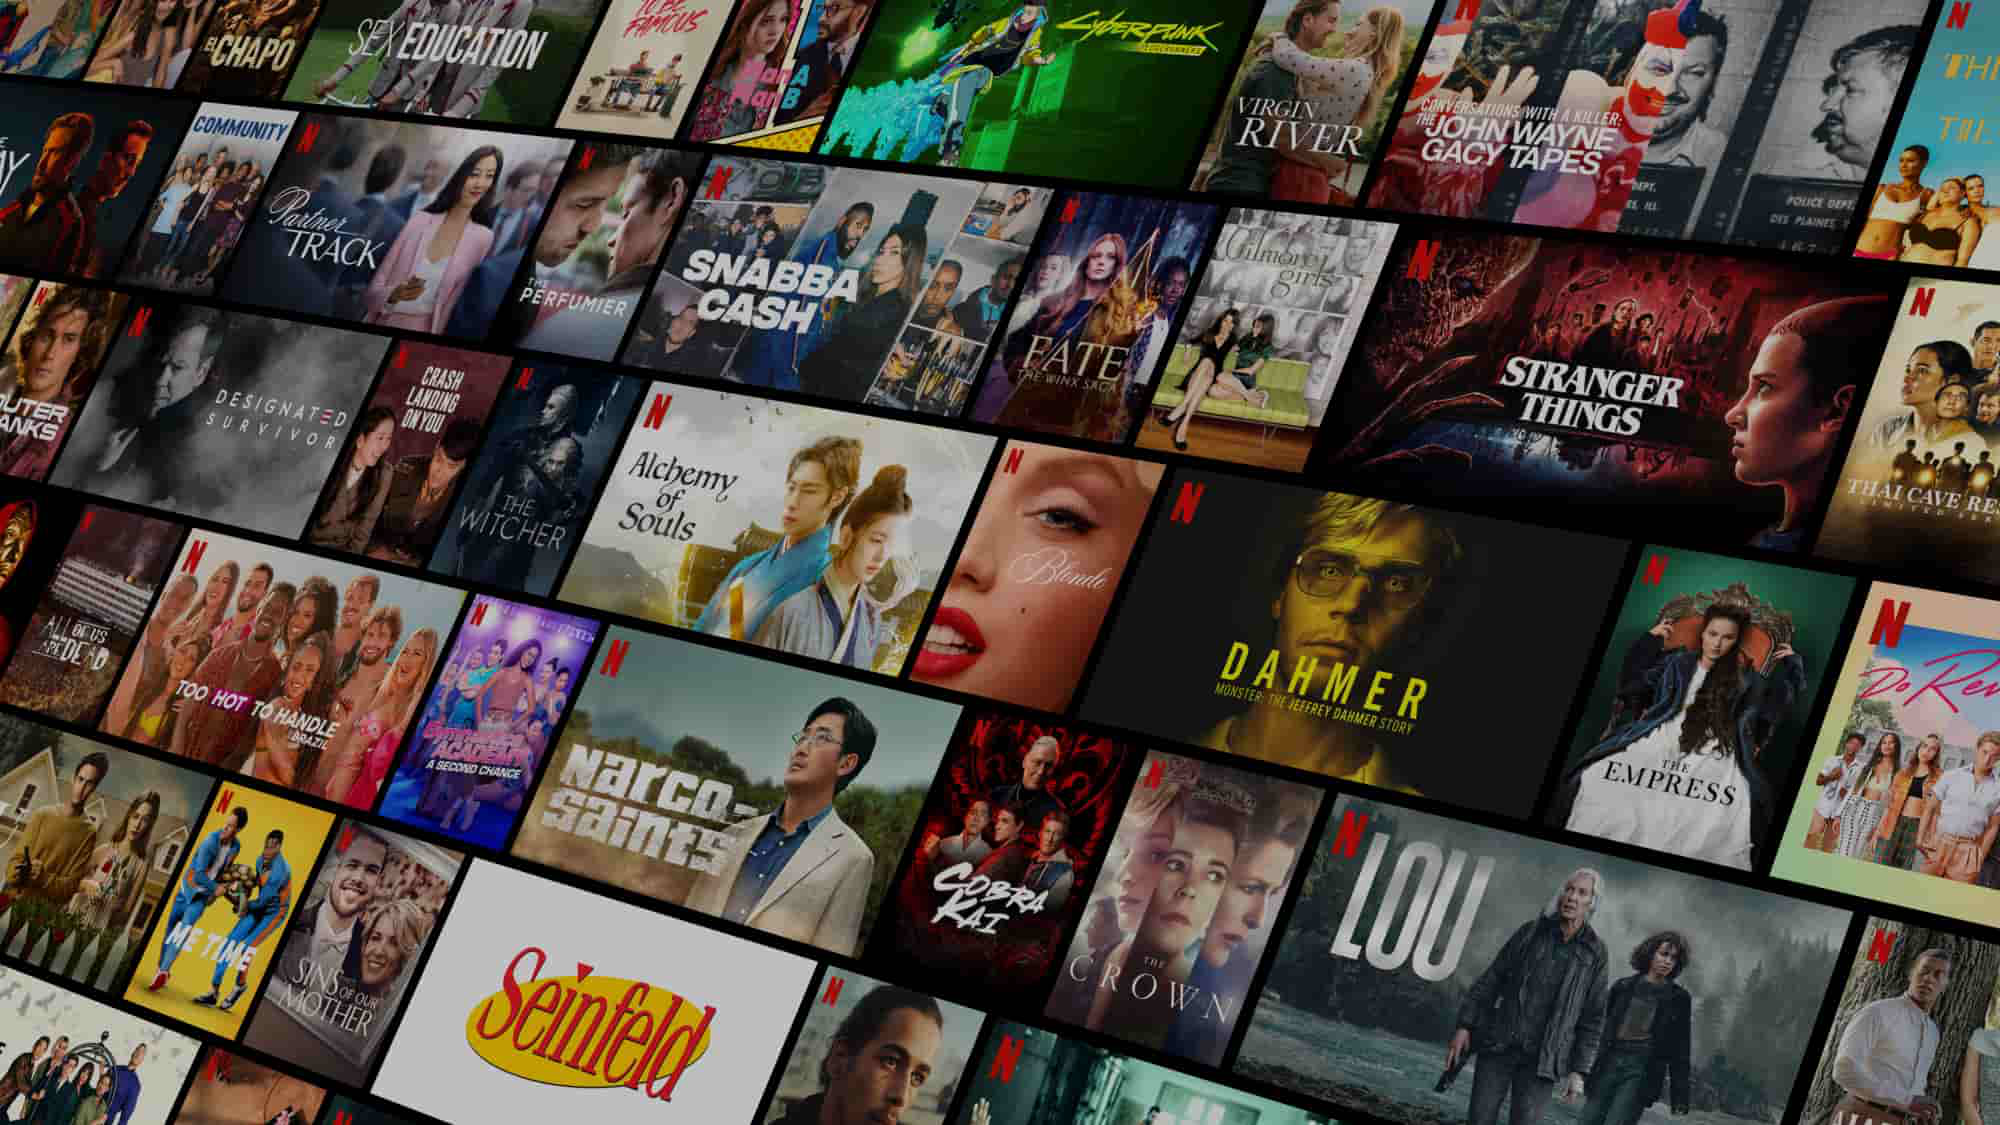 EL CHAPO
SEX EDUCATION
TO BE
FAMOUS
CYBERPUNK
EDGERUNNERS
VIRGIN
RIVER
CONVERSATIONS WITH A KILLER:
THE JOHN WAYNE
GACY TAPES
POLICE DEPT.
DES PLAINES
COMMUNITY
Partner
TRACK
THE
PERFUMIER
SNABBA
CASH
FATE
THE WINX SAGA
Gilmore
girls
STRANGER
THINGS
THAI CAVE RES
OUTER
BANKS
DESIGNATED
SURVIVOR
CRASH
LANDING
ON YOU
THE
WITCHER
Alchemy
of
Souls
Blonde
DAHMER
MONSTER: THE JEFFREY DAHMER STORY
THE
EMPRESS
Do Rev
ALL OF US
ARE DEAD
TOO HOT TO HANDLE
BRAZIL
ACADEMY
A SECOND CHANCE
NARCO-
SAINTS
COBRA
KAI
THE
CROWN
LOU
ME TIME
SINS OF OUR
MOTHER
Seinfeld